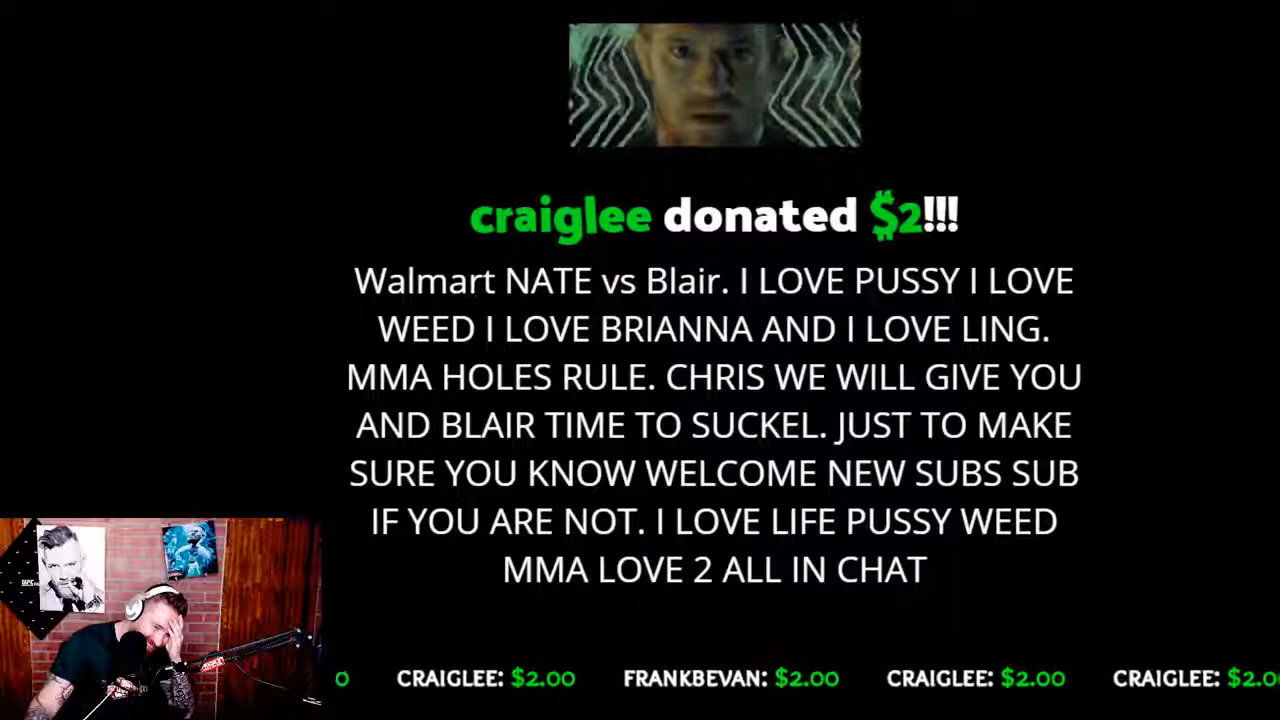 craiglee donated $2!!!
Walmart NATE vs Blair. I LOVE PUSSY I LOVE
WEED I LOVE BRIANNA AND I LOVE LING.
MMA HOLES RULE. CHRIS WE WILL GIVE YOU
AND BLAIR TIME TO SUCKEL. JUST TO MAKE
SURE YOU KNOW WELCOME NEW SUBS SUB
IF YOU ARE NOT. I LOVE LIFE PUSSY WEED
MMA LOVE 2 ALL IN CHAT
0 CRAIGLEE: $2.00 FRANKBEVAN: $2.00 CRAIGLEE: $2.00 CRAIGLEE: $2.0